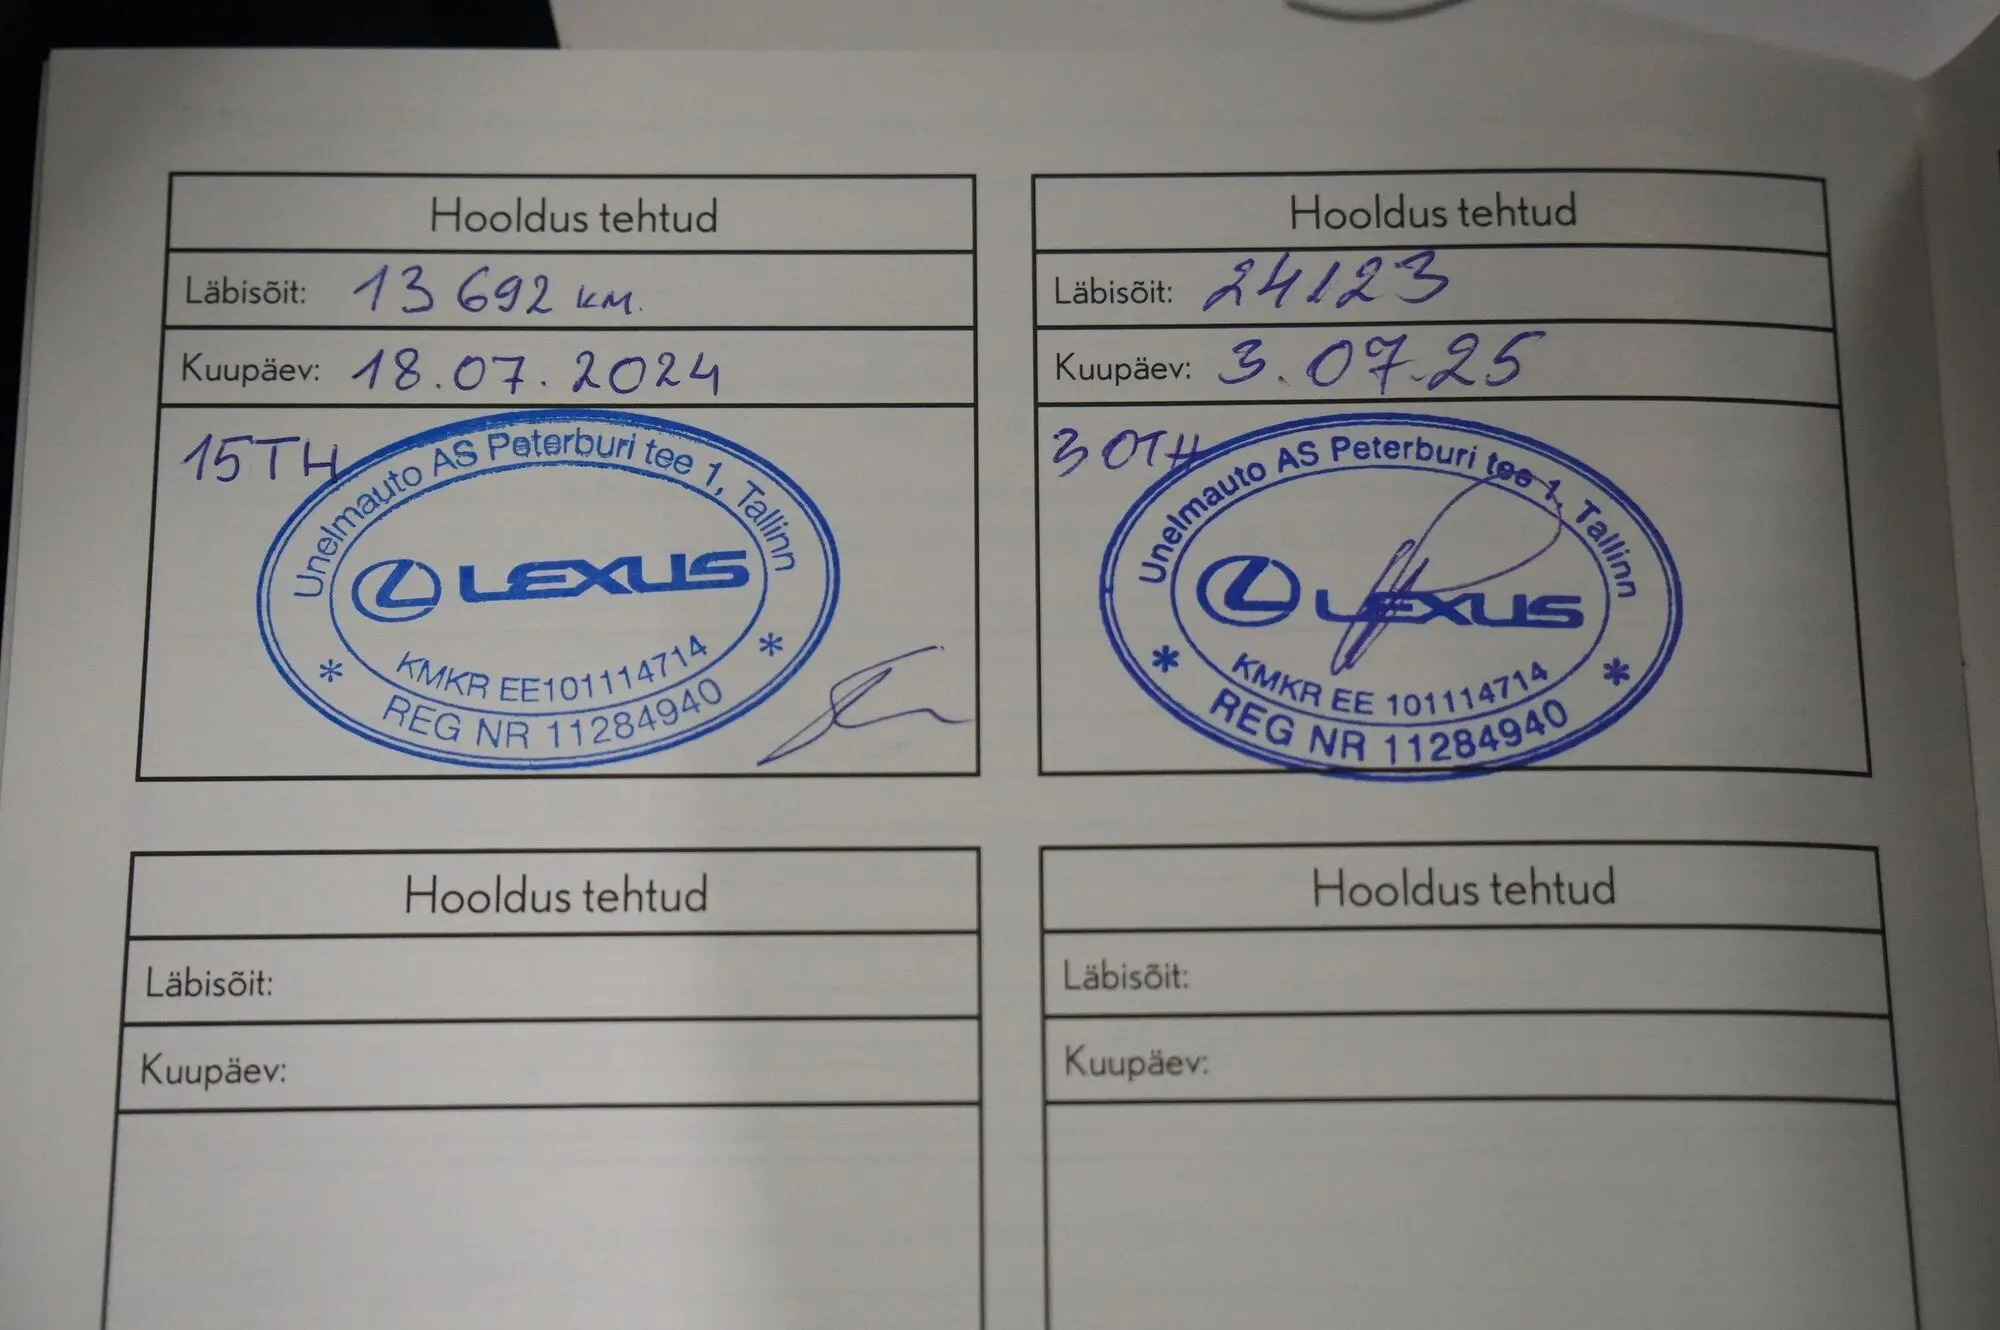 Hooldus tehtud
Läbisõit: 13 692 км.
Kuupäev: 18.07.2024
15TH
Unelmauto AS Peterburi tee 1, Tallinn
LEXUS
KMKR EE101114714
* REG NR 11284940 *
Hooldus tehtud
Läbisõit: 24123
Kuupäev: 3.07.25
30TH
Unelmauto AS Peterburi tee 1, Tallinn
LEXUS
KMKR EE 101114714
* REG NR 11284940 *
Hooldus tehtud
Läbisõit:
Kuupäev:
Hooldus tehtud
Läbisõit:
Kuupäev: